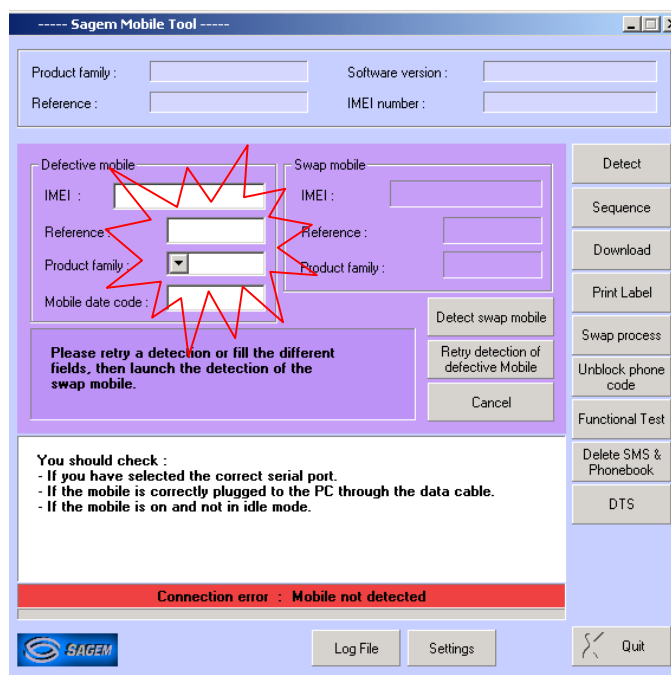 ----- Sagem Mobile Tool -----
Product family :
Software version :
Reference :
IMEI number :
Defective mobile
IMEI :
Reference :
Product family :
Mobile date code :
Swap mobile
IMEI :
Reference :
Product family :
Detect swap mobile
Retry detection of
defective Mobile
Cancel
Please retry a detection or fill the different
fields, then launch the detection of the
swap mobile.
Detect
Sequence
Download
Print Label
Swap process
Unblock phone
code
Functional Test
Delete SMS &
Phonebook
DTS
You should check :
- If you have selected the correct serial port.
- If the mobile is correctly plugged to the PC through the data cable.
- If the mobile is on and not in idle mode.
Connection error : Mobile not detected
SAGEM
Log File
Settings
Quit